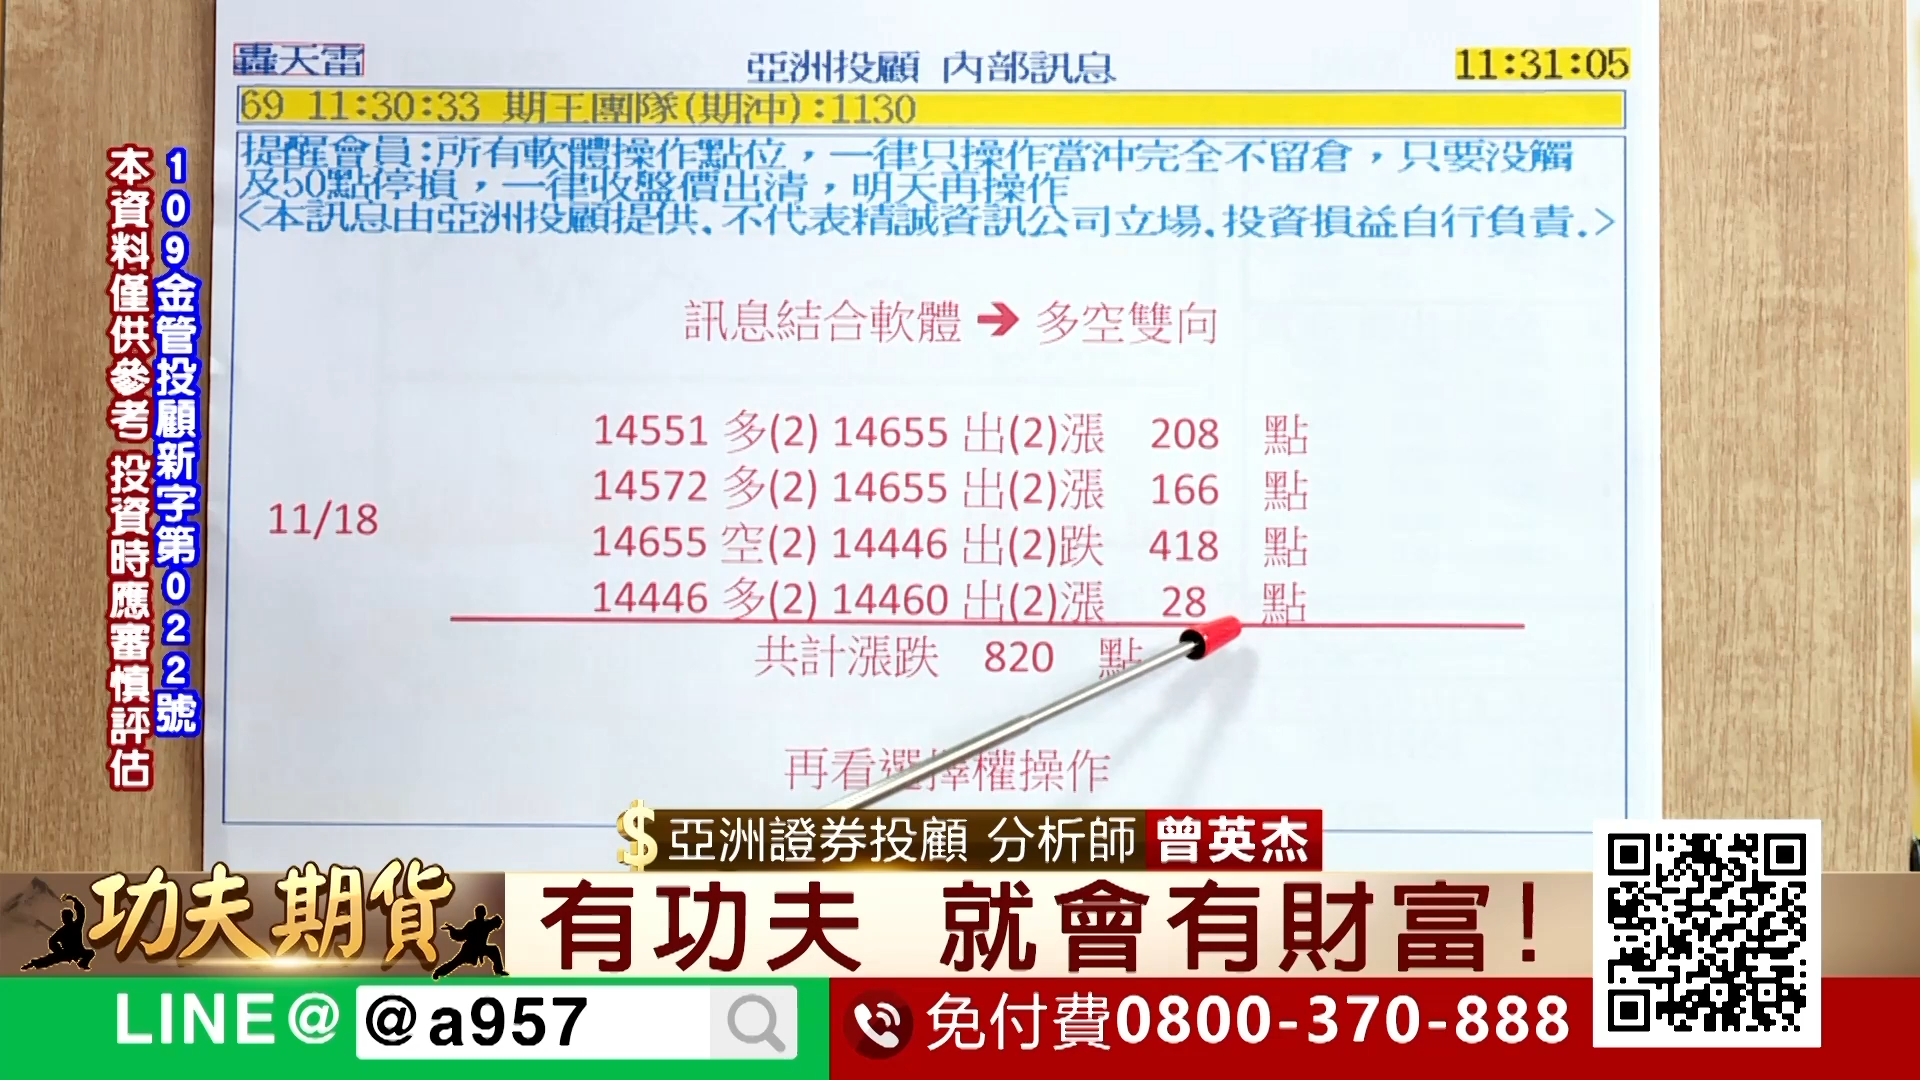 轟天雷
亞洲投顧 內部訊息
11:31:05
69 11:30:33 期王團隊(期沖):1130
提醒會員:所有軟體操作點位，一律只操作當沖完全不留倉，只要沒觸
及50點停損，一律收盤價出清，明天再操作
<本訊息由亞洲投顧提供.不代表精誠資訊公司立場.投資損益自行負責.>
訊息結合軟體 ➔ 多空雙向
14551 多(2) 14655 出(2)漲 208 點
14572 多(2) 14655 出(2)漲 166 點
11/18
14655 空(2) 14446 出(2)跌 418 點
14446 多(2) 14460 出(2)漲 28 點
共計漲跌 820 點
再看選擇權操作
109金管投顧新字第022號
本資料僅供參考 投資時應審慎評估
$亞洲證券投顧 分析師 曾英杰
功夫期貨
有功夫 就會有財富!
LINE@ @a957
免付費0800-370-888